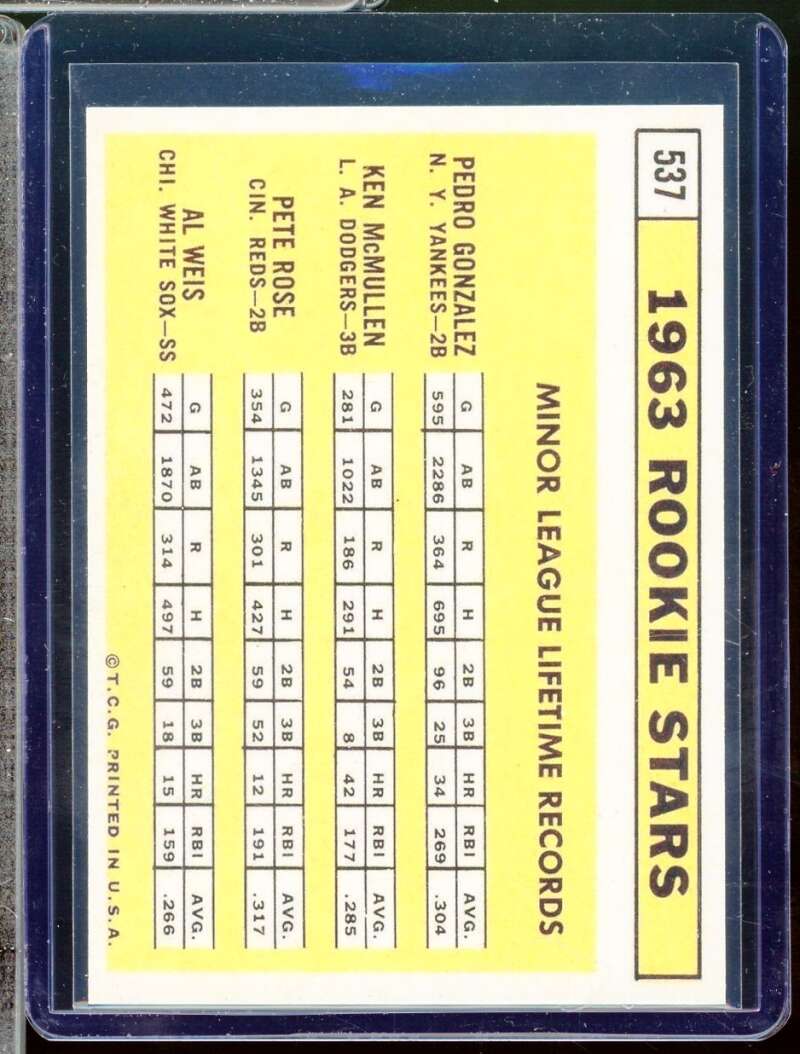 537
1963 ROOKIE STARS
MINOR LEAGUE LIFETIME RECORDS
PEDRO GONZALEZ
N. Y. YANKEES—2B
G AB R H 2B 3B HR RBI AVG.
595 2286 364 695 96 25 34 269 .304
KEN McMULLEN
L. A. DODGERS—3B
G AB R H 2B 3B HR RBI AVG.
281 1022 186 291 54 8 42 177 .285
PETE ROSE
CIN. REDS—2B
G AB R H 2B 3B HR RBI AVG.
354 1345 301 427 59 52 12 191 .317
AL WEIS
CHI. WHITE SOX—SS
G AB R H 2B 3B HR RBI AVG.
472 1870 314 497 59 18 15 159 .266
© T.C.G. PRINTED IN U.S.A.